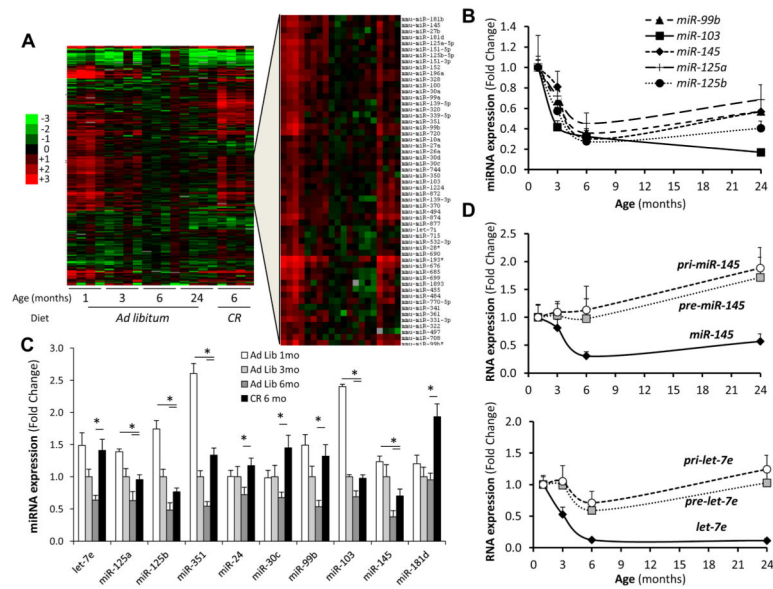 A
-3
-2
-1
-0
+1
+2
+3
Age (months)
1 3 6 24 6
Diet
Ad libitum
CR
mmu-miR-181b
mmu-miR-145
mmu-miR-27b
mmu-miR-181d
mmu-miR-125a-5p
mmu-miR-125b-5p
mmu-miR-151-3p
mmu-miR-152
mmu-miR-196a
mmu-miR-328
mmu-miR-100
mmu-miR-30a
mmu-miR-99a
mmu-miR-139-5p
mmu-miR-320
mmu-miR-339-5p
mmu-miR-351
mmu-miR-99b
mmu-miR-720
mmu-miR-10a
mmu-miR-27a
mmu-miR-26a
mmu-miR-30d
mmu-miR-30c
mmu-miR-744
mmu-miR-350
mmu-miR-103
mmu-miR-1224
mmu-miR-872
mmu-miR-139-3p
mmu-miR-370
mmu-miR-494
mmu-miR-874
mmu-miR-877
mmu-let-7i
mmu-miR-715
mmu-miR-532-3p
mmu-miR-28*
mmu-miR-690
mmu-miR-193*
mmu-miR-676
mmu-miR-685
mmu-miR-699
mmu-miR-1893
mmu-miR-455
mmu-miR-484
mmu-miR-770-5p
mmu-miR-341
mmu-miR-361
mmu-miR-331-3p
mmu-miR-322
mmu-miR-497
mmu-miR-708
mmu-miR-99b*
B
miRNA expression (Fold Change)
1.4
1.2
1.0
0.8
0.6
0.4
0.2
0.0
miR-99b
miR-103
miR-145
miR-125a
miR-125b
0 3 6 9 12 15 18 21 24
Age (months)
C
miRNA expression (Fold Change)
3.0
2.5
2.0
1.5
1.0
0.5
0.0
Ad Lib 1mo
Ad Lib 3mo
Ad Lib 6mo
CR 6 mo
* * * * * * * * * *
let-7e miR-125a miR-125b miR-351 miR-24 miR-30c miR-99b miR-103 miR-145 miR-181d
D
RNA expression (Fold Change)
2.5
2.0
1.5
1.0
0.5
0.0
pri-miR-145
pre-miR-145
miR-145
0 3 6 9 12 15 18 21 24
RNA expression (Fold Change)
2.0
1.5
1.0
0.5
0.0
pri-let-7e
pre-let-7e
let-7e
0 3 6 9 12 15 18 21 24
Age (months)